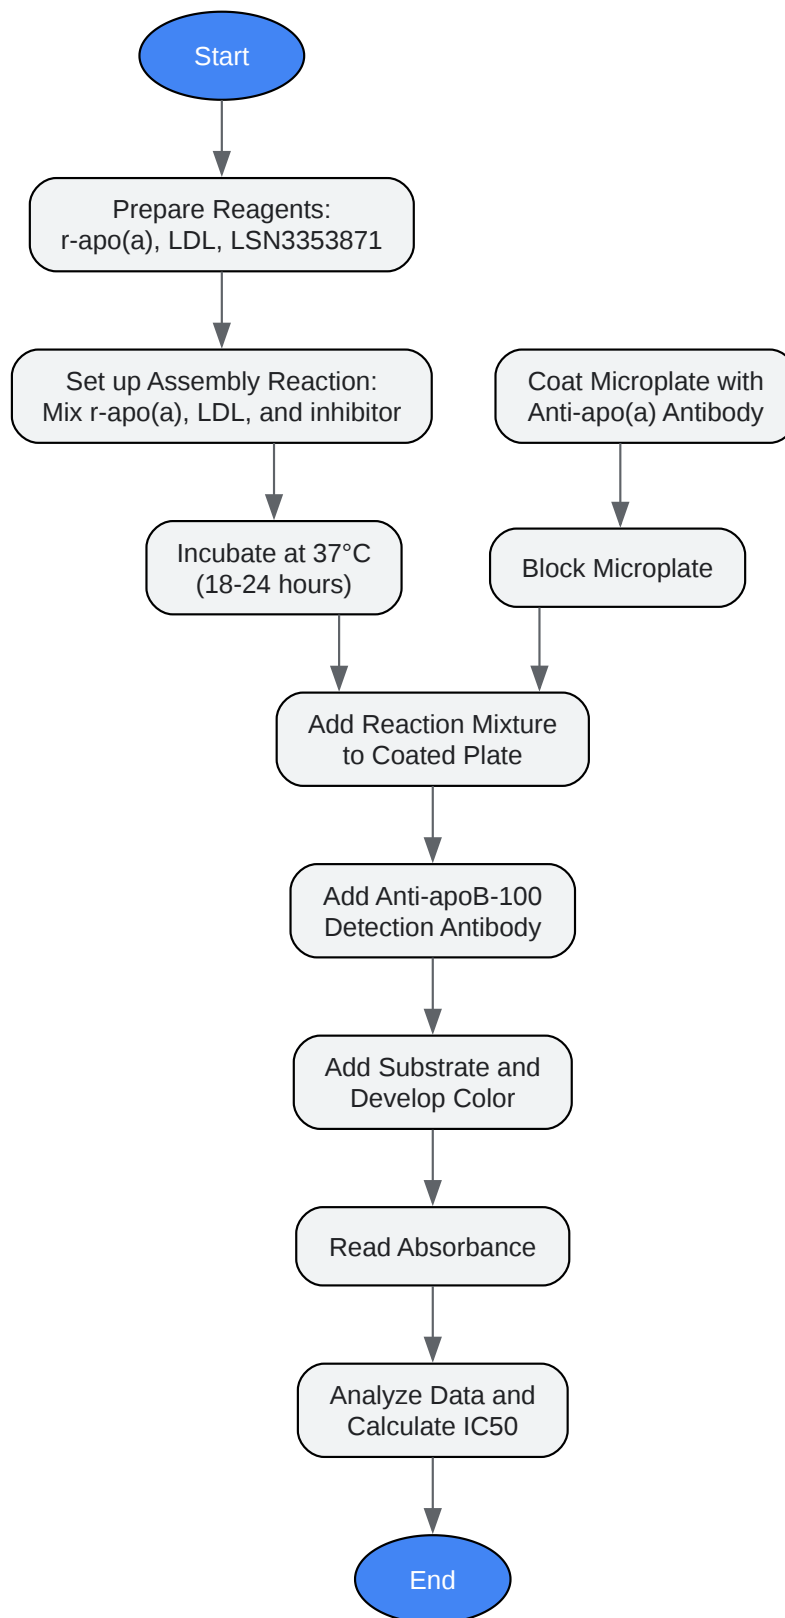 Start
Prepare Reagents:
r-apo(a), LDL, LSN3353871
Set up Assembly Reaction:
Mix r-apo(a), LDL, and inhibitor
Coat Microplate with
Anti-apo(a) Antibody
Incubate at 37°C
(18-24 hours)
Block Microplate
Add Reaction Mixture
to Coated Plate
Add Anti-apoB-100
Detection Antibody
Add Substrate and
Develop Color
Read Absorbance
Analyze Data and
Calculate IC50
End